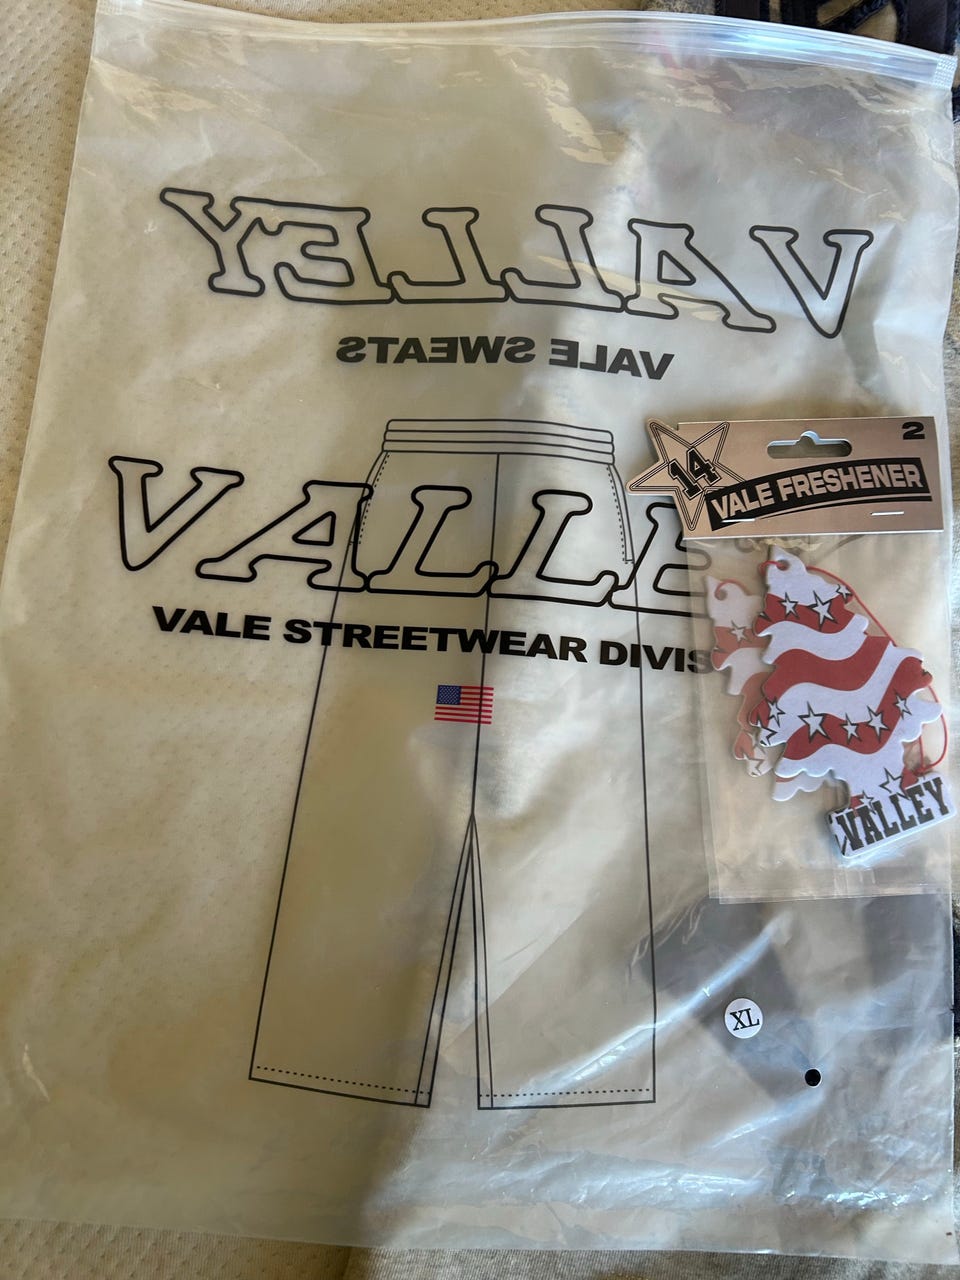 VALLEY
VALE SWEATS
VALLE
VALE STREETWEAR DIVIS
14
2
VALE FRESHENER
VALLEY
XL